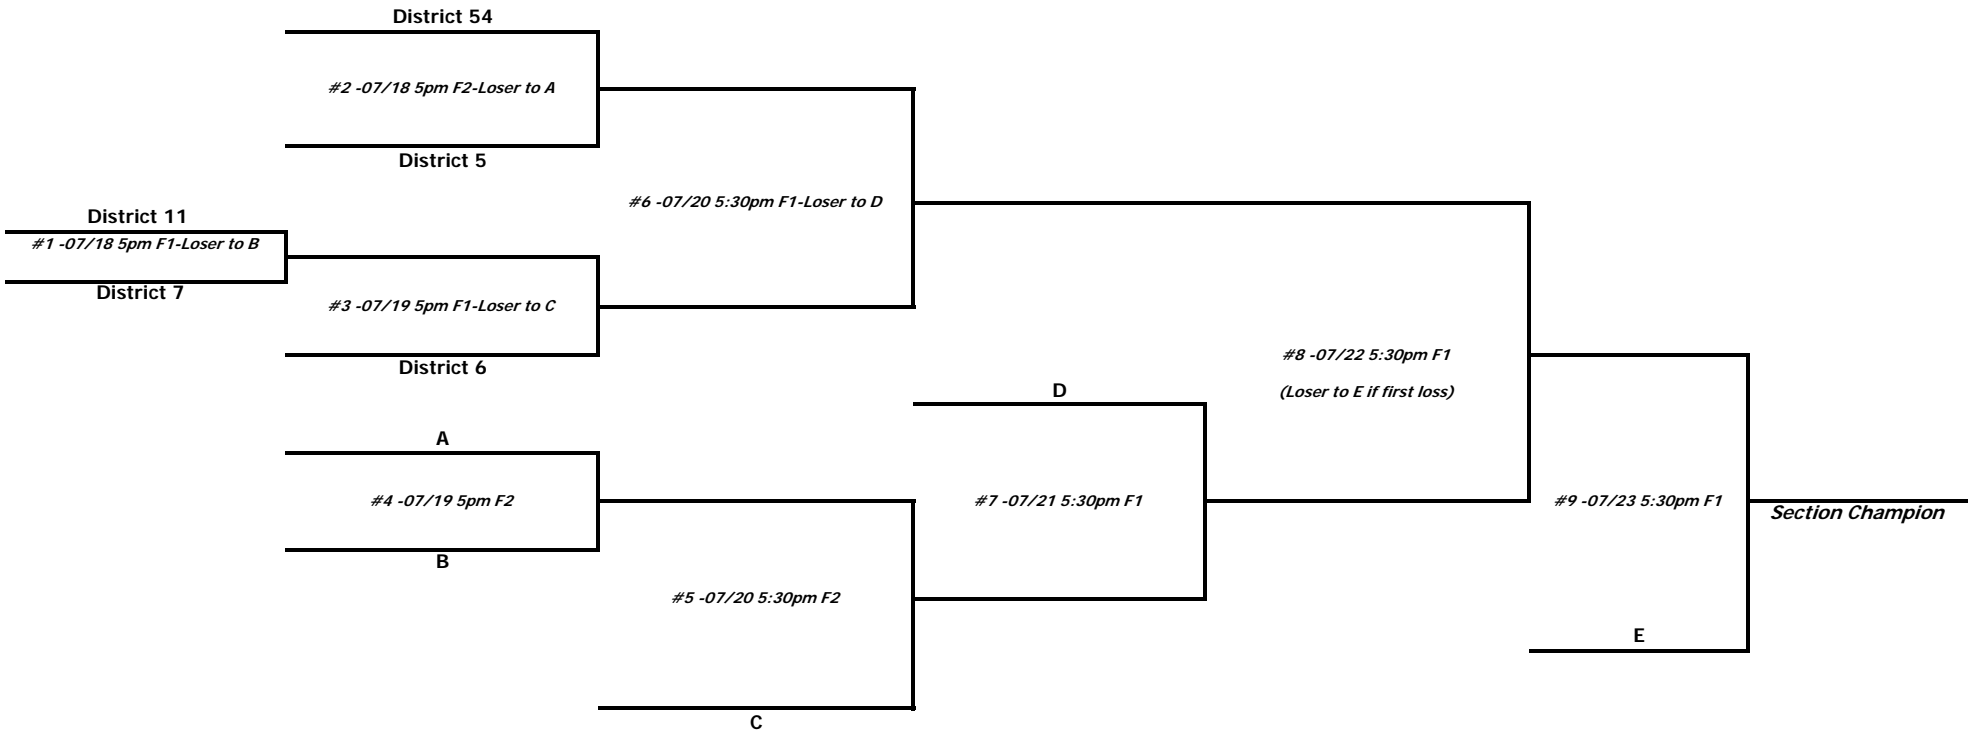 District 54
#2 -07/18 5pm F2-Loser to A
District 5
#6 -07/20 5:30pm F1-Loser to D
District 11
#1 -07/18 5pm F1-Loser to B
District 7
#3 -07/19 5pm F1-Loser to C
District 6
#8 -07/22 5:30pm F1
(Loser to E if first loss)
D
A
#4 -07/19 5pm F2
#7 -07/21 5:30pm F1
#9 -07/23 5:30pm F1
Section Champion
B
#5 -07/20 5:30pm F2
E
C